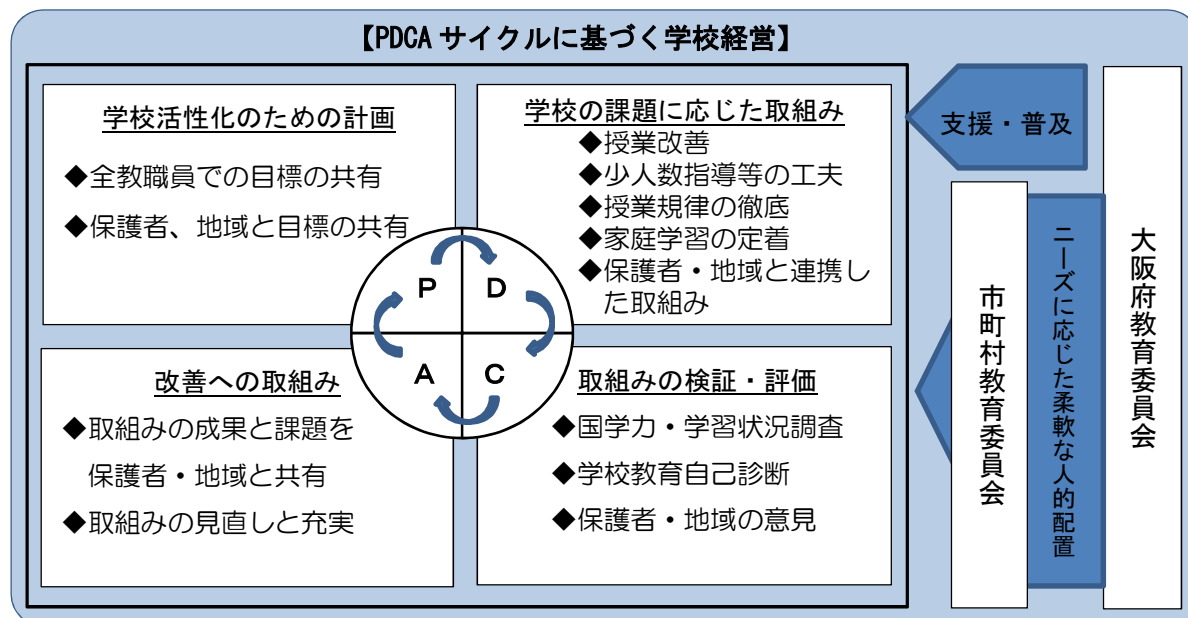 【PDCA サイクルに基づく学校経営】
学校活性化のための計画
◆全教職員での目標の共有
◆保護者、地域と目標の共有
学校の課題に応じた取組み
◆授業改善
◆少人数指導等の工夫
◆授業規律の徹底
◆家庭学習の定着
◆保護者・地域と連携し
た取組み
P
D
A
C
改善への取組み
◆取組みの成果と課題を
保護者・地域と共有
◆取組みの見直しと充実
取組みの検証・評価
◆国学力・学習状況調査
◆学校教育自己診断
◆保護者・地域の意見
支援・普及
市町村教育委員会
ニーズに応じた柔軟な人的配置
大阪府教育委員会